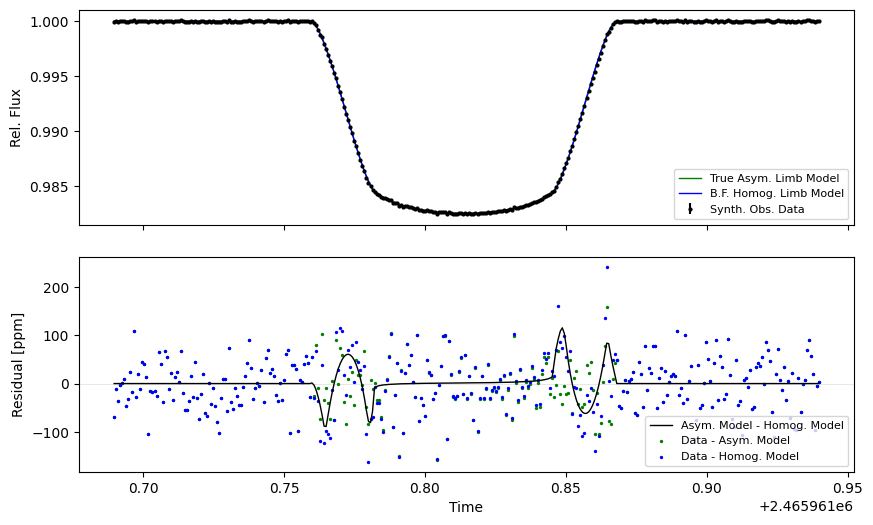 1.000
0.995
0.990
0.985
Rel. Flux
True Asym. Limb Model
B.F. Homog. Limb Model
Synth. Obs. Data
200
100
0
−100
Residual [ppm]
Asym. Model - Homog. Model
Data - Asym. Model
Data - Homog. Model
0.70
0.75
0.80
0.85
0.90
0.95
Time
+2.465961e6